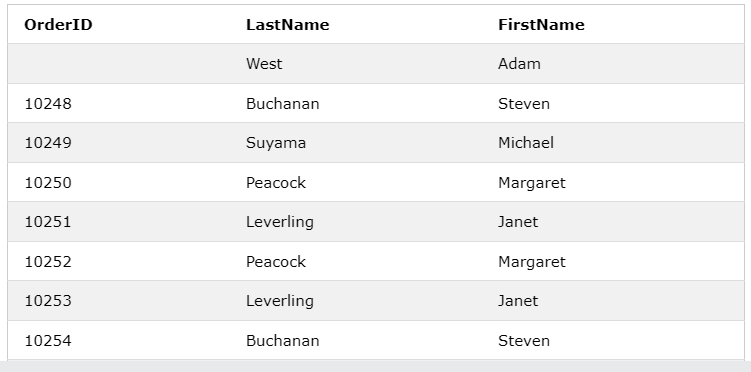 OrderID LastName FirstName
West Adam
10248 Buchanan Steven
10249 Suyama Michael
10250 Peacock Margaret
10251 Leverling Janet
10252 Peacock Margaret
10253 Leverling Janet
10254 Buchanan Steven